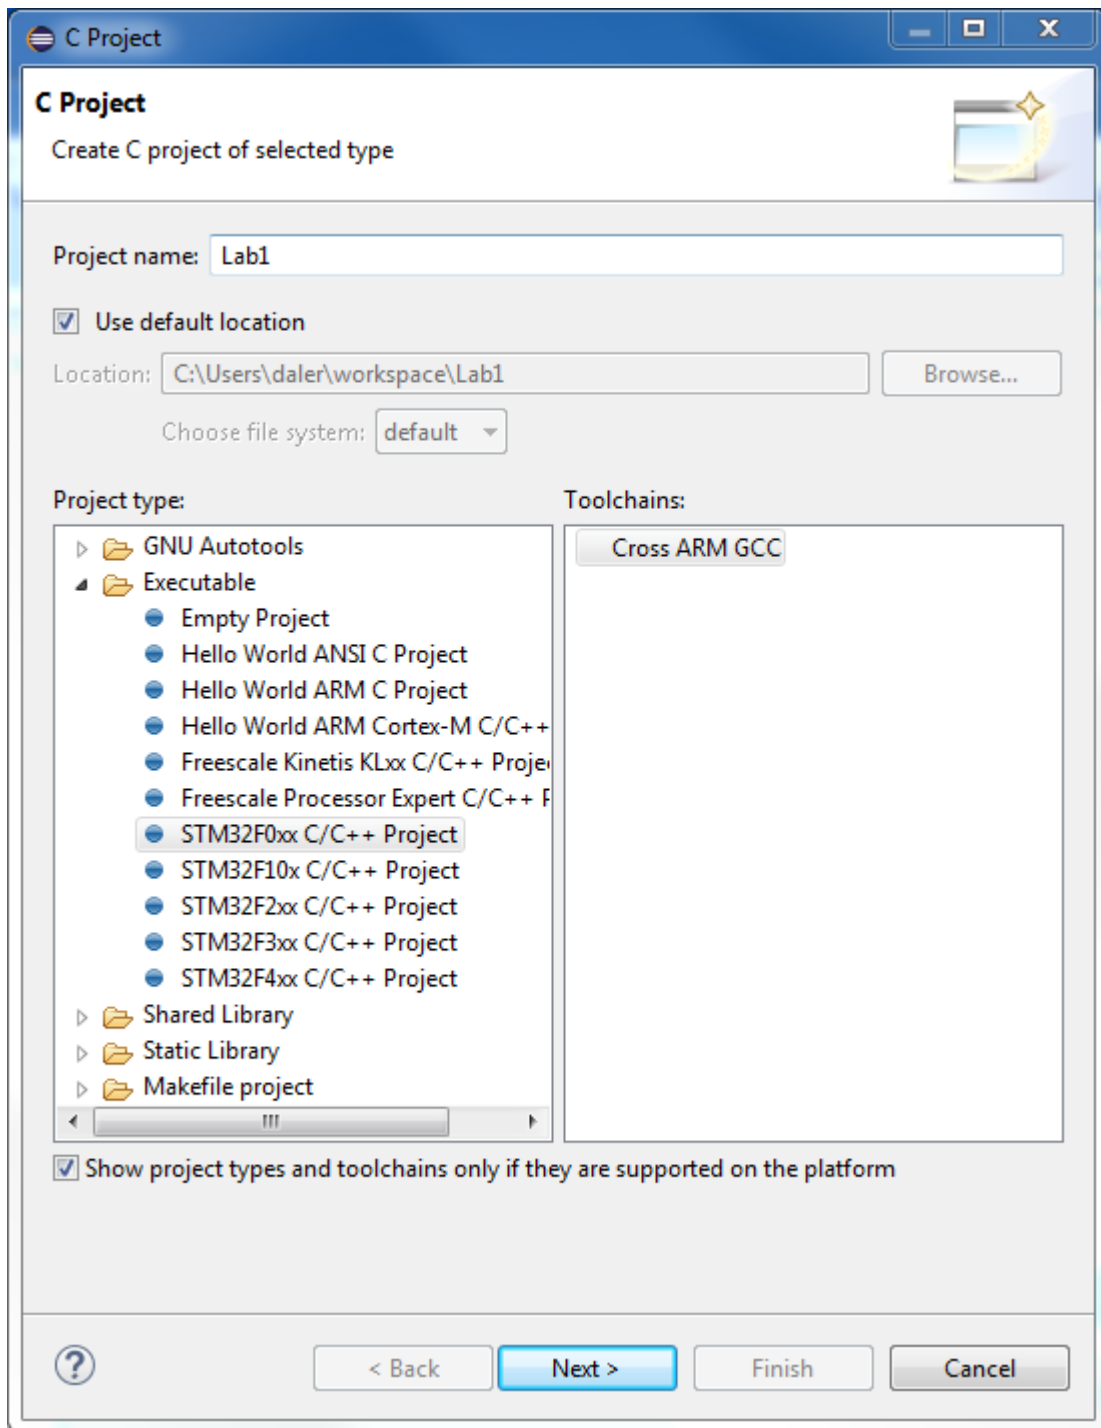 C Project
C Project
Create C project of selected type
Project name: Lab1
Use default location
Location: C:\Users\daler\workspace\Lab1 Browse...
Choose file system: default
Project type: Toolchains:
GNU Autotools Cross ARM GCC
Executable
Empty Project
Hello World ANSI C Project
Hello World ARM C Project
Hello World ARM Cortex-M C/C++
Freescale Kinetis KLxx C/C++ Proje
Freescale Processor Expert C/C++ P
STM32F0xx C/C++ Project
STM32F10x C/C++ Project
STM32F2xx C/C++ Project
STM32F3xx C/C++ Project
STM32F4xx C/C++ Project
Shared Library
Static Library
Makefile project
Show project types and toolchains only if they are supported on the platform
? < Back Next > Finish Cancel